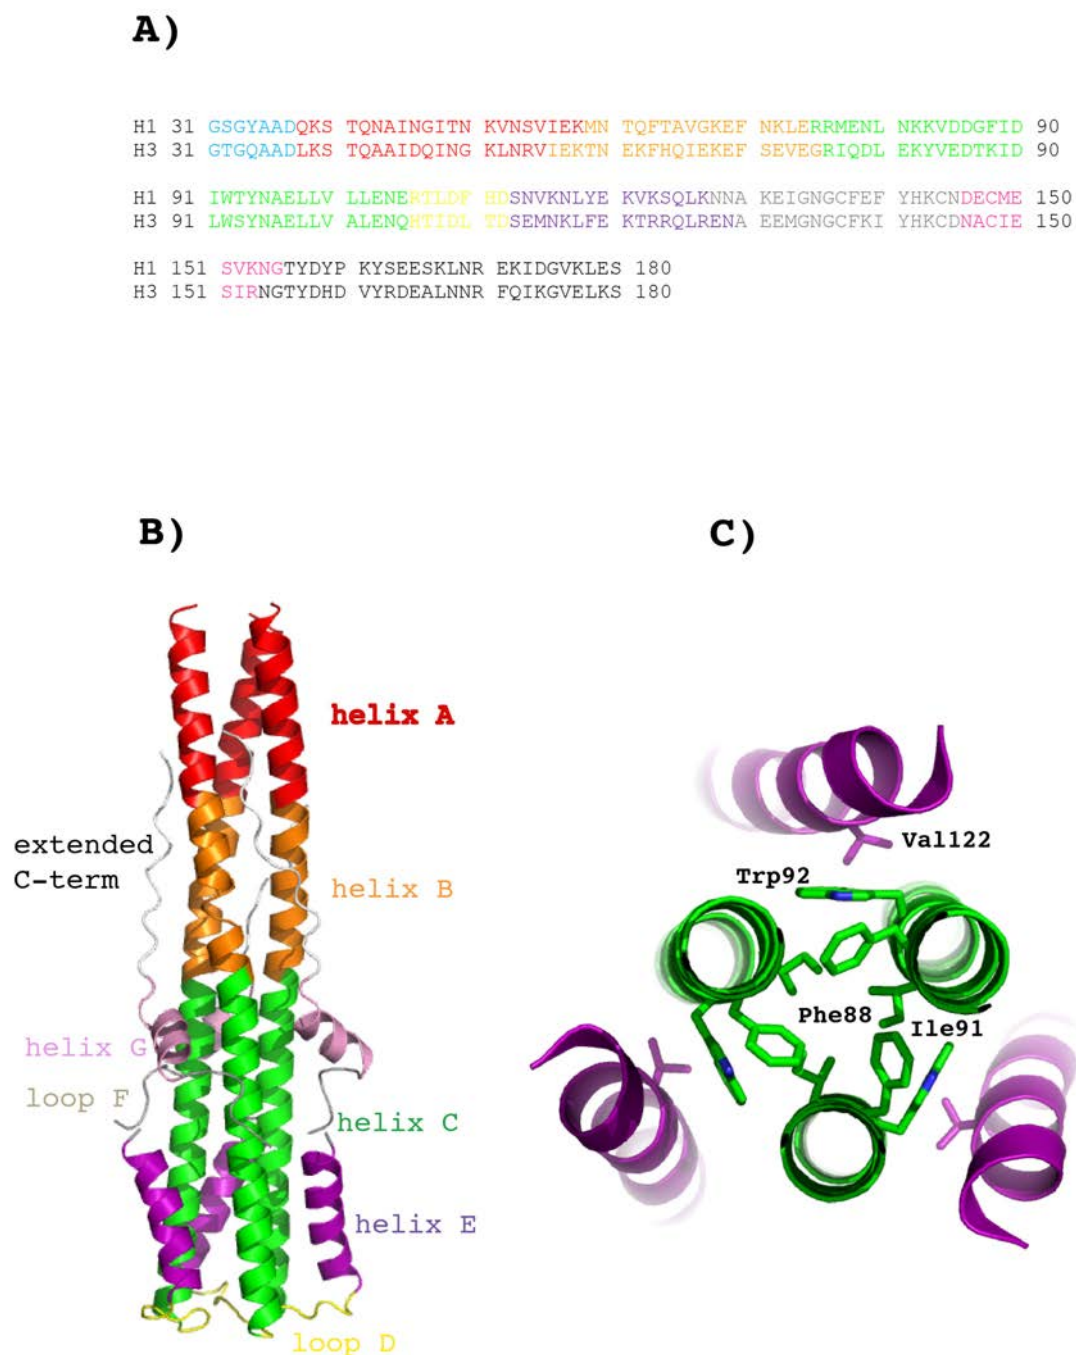 A)
H1 31 GSGYAADQKS TQNAINGITN KVNSVIEKMN TQFTAVGKEF NKLERRMENL NKKVDDGFID 90
H3 31 GTGQAADLKS TQAAIDQING KLNRVIEKTN EKFHQIEKEF SEVEGRIQDL EKYVEDTKID 90
H1 91 IWTYNAELLV LLENERTLDF HDSNVKNLYE KVKSQLKNNA KEIGNGCFEF YHKCNDECME 150
H3 91 LWSYNAELLV ALENQHTIDL TDSEMNKLFE KTRRQLRENA EEMGNGCFKI YHKCDNACIE 150
H1 151 SVKNGTYDYP KYSEESKLNR EKIDGVKLES 180
H3 151 SIRNGTYDHD VYRDEALNNR FQIKGVELKS 180
B)
helix A
extended
C-term
helix B
helix G
loop F
helix C
helix E
loop D
C)
Val122
Trp92
Phe88
Ile91